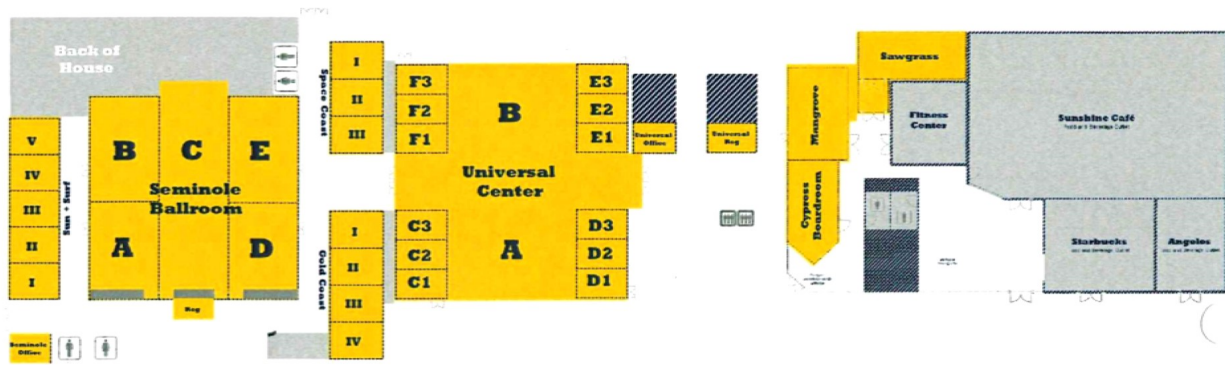 Back of
House
V
IV
III
II
I
Sun + Surf
B
C
E
Seminole
Ballroom
A
D
Reg
Seminole
Office
Space Coast
I
II
III
Gold Coast
I
II
III
IV
F3
F2
F1
B
E3
E2
E1
Universal
Center
C3
C2
C1
A
D3
D2
D1
Universal
Office
Universal
Reg
Sawgrass
Mangrove
Fitness
Center
Cypress
Boardroom
Sunshine Café
Starbucks
Angelos